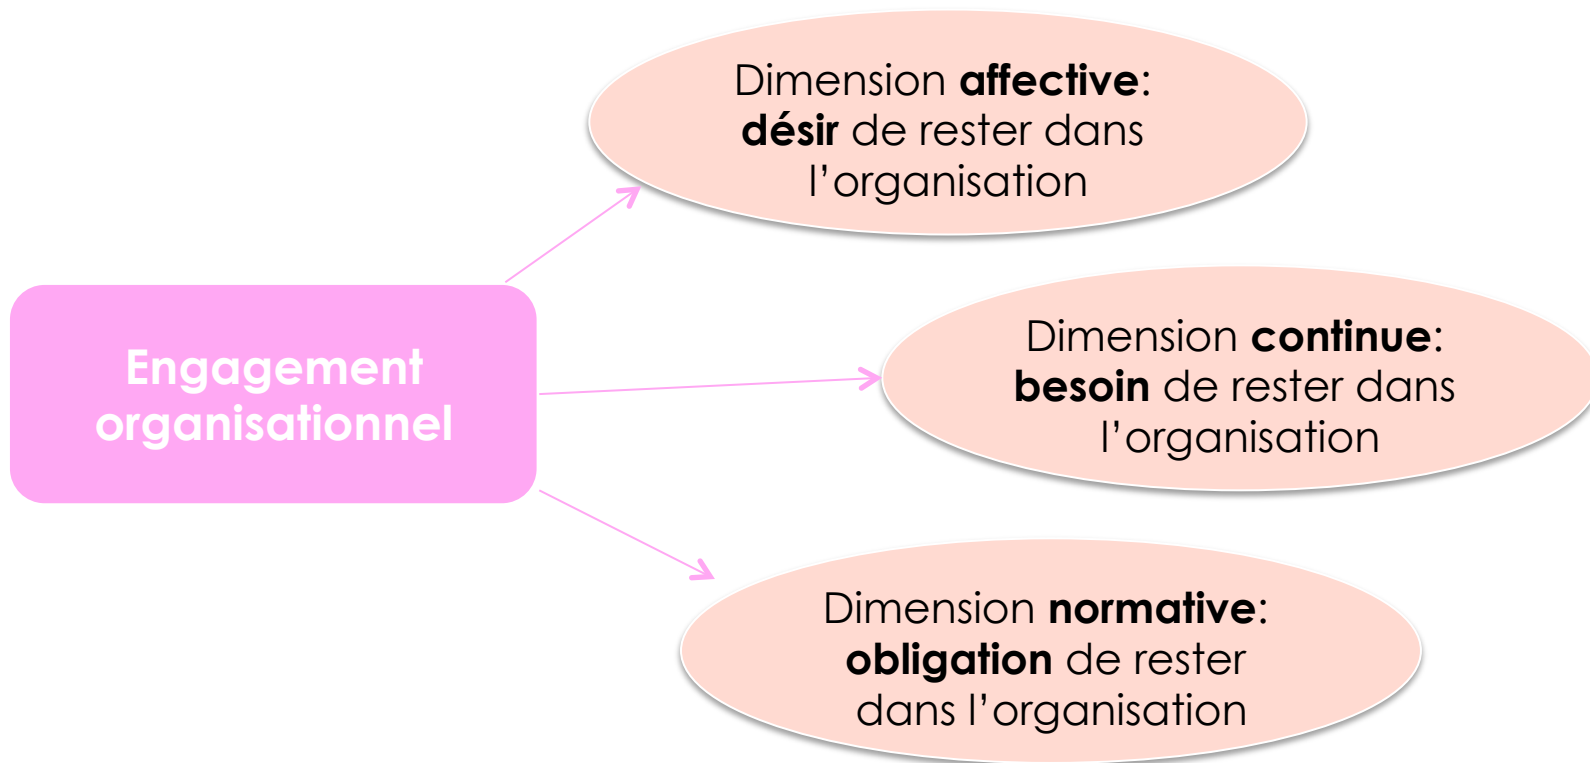 Dimension affective:
désir de rester dans
l’organisation
Engagement
organisationnel
Dimension continue:
besoin de rester dans
l’organisation
Dimension normative:
obligation de rester
dans l’organisation